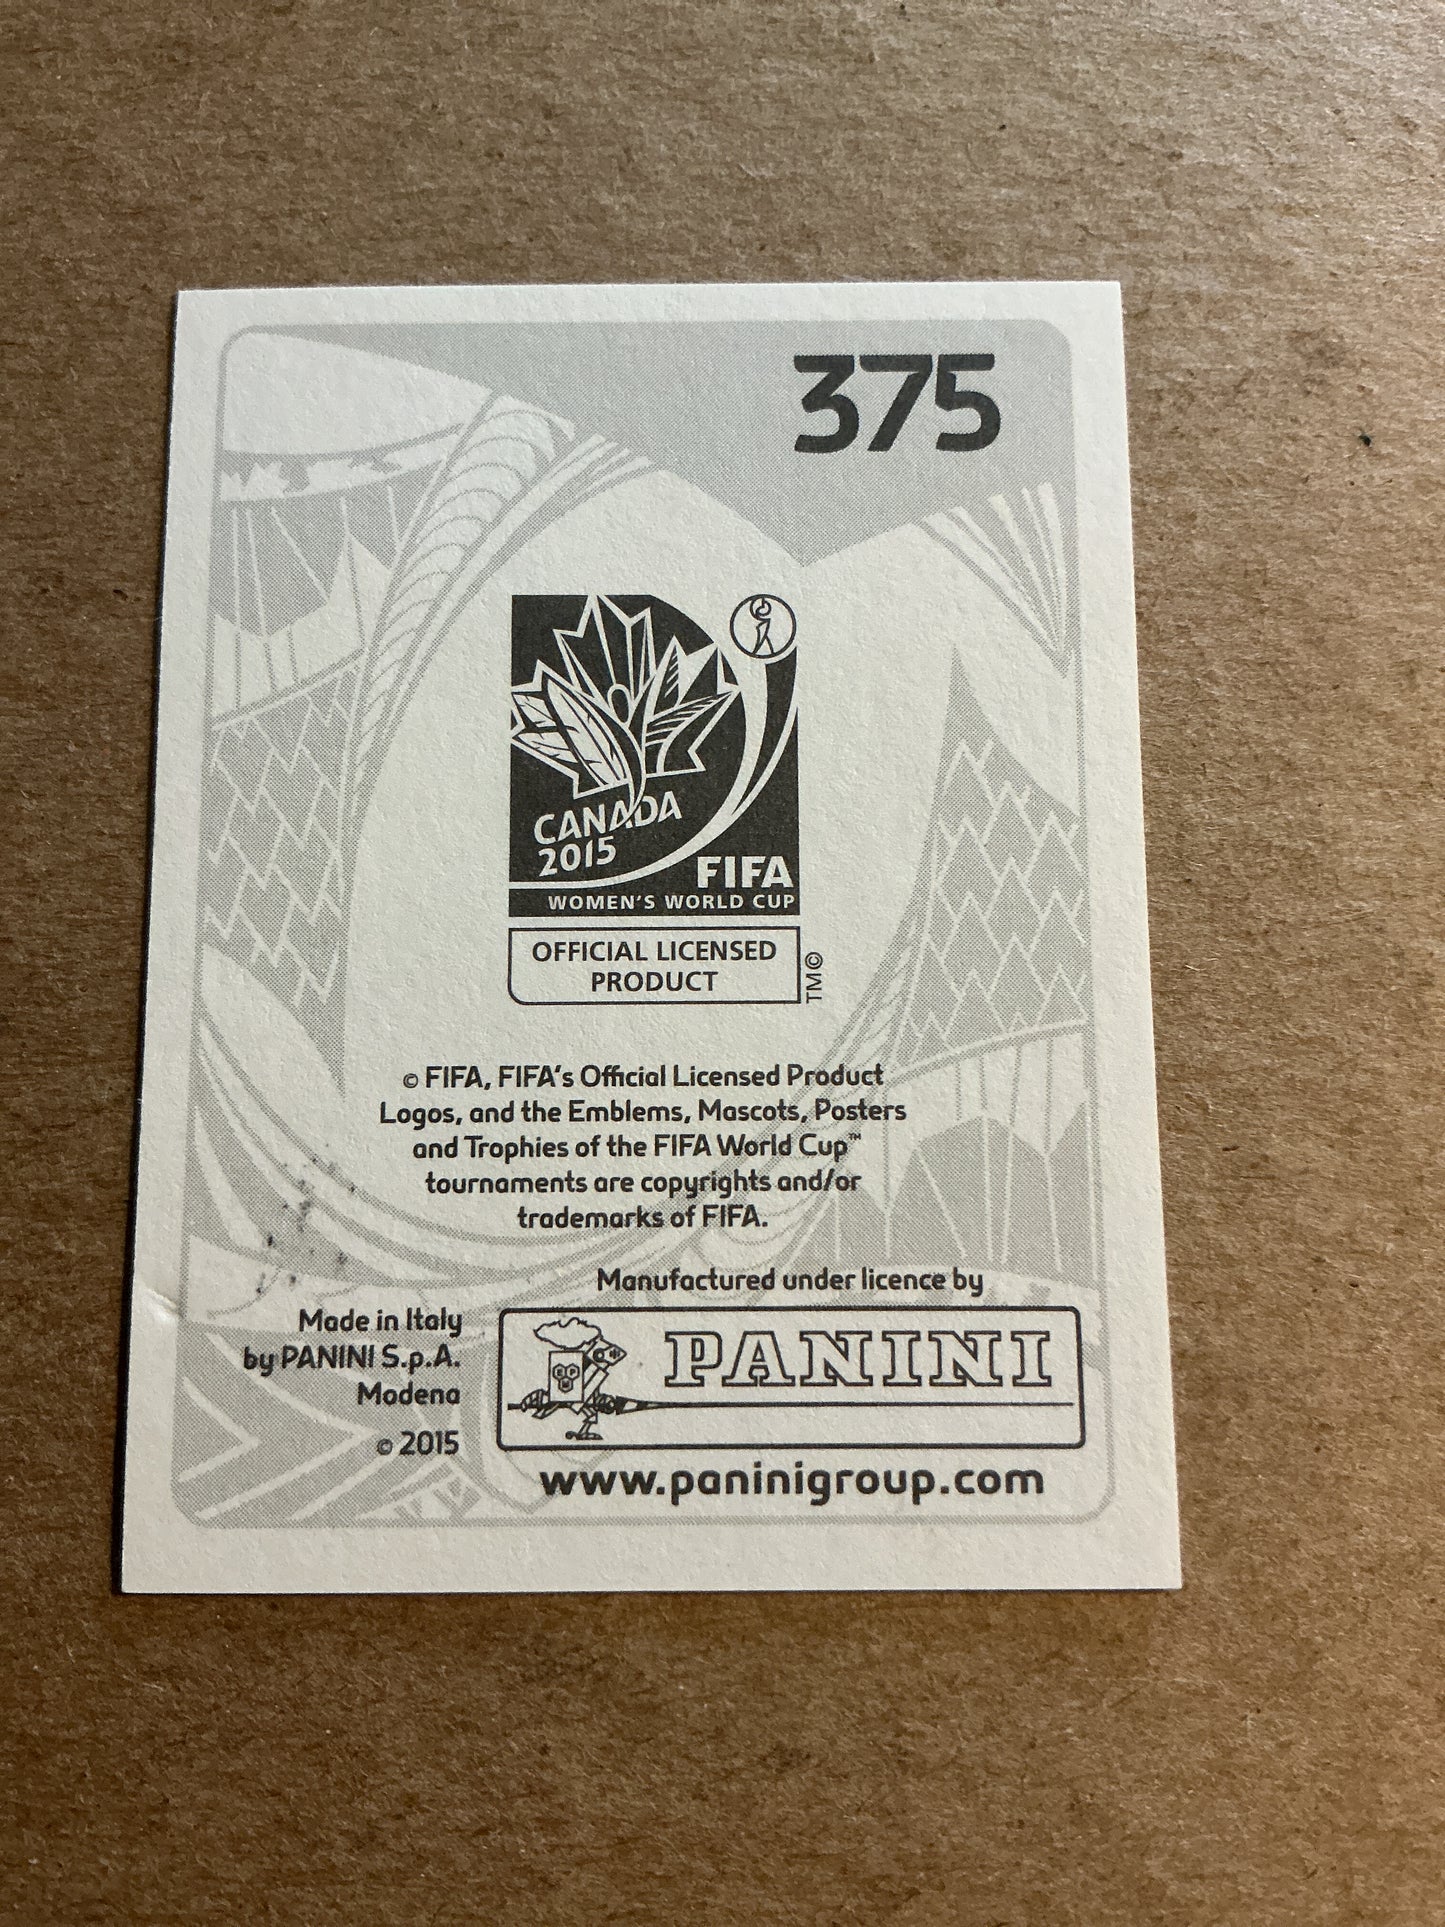 375
CANADA
2015
FIFA
WOMEN'S WORLD CUP
OFFICIAL LICENSED
PRODUCT
TM©
© FIFA, FIFA's Official Licensed Product
Logos, and the Emblems, Mascots, Posters
and Trophies of the FIFA World Cup™
tournaments are copyrights and/or
trademarks of FIFA.
Manufactured under licence by
Made in Italy
by PANINI S.p.A.
Modena
© 2015
PANINI
www.paninigroup.com